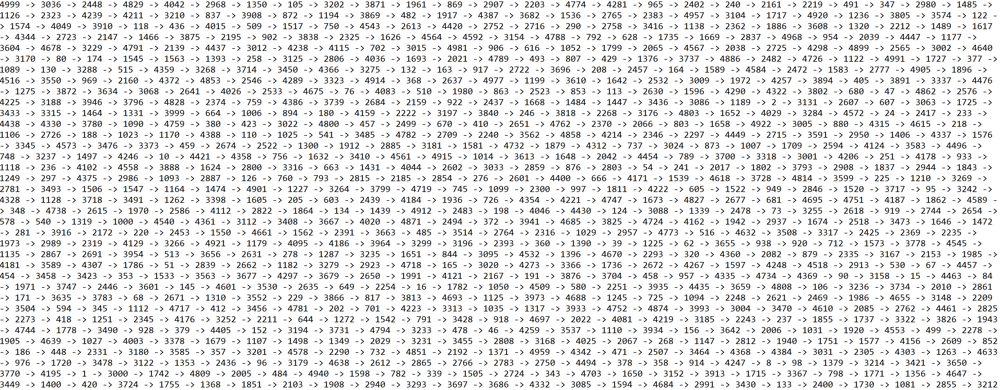 4999 -> 3036 -> 2448 -> 4829 -> 4042 -> 2968 -> 1350 -> 105 -> 3202 -> 3871 -> 1961 -> 869 -> 2907 -> 2203 -> 4774 -> 4281 -> 965 -> 2402 -> 240 -> 2161 -> 2219 -> 491 -> 347 -> 2980 -> 1485 ->
1126 -> 2323 -> 4239 -> 4211 -> 3210 -> 837 -> 3908 -> 872 -> 1194 -> 3869 -> 482 -> 1917 -> 4387 -> 3682 -> 1536 -> 2765 -> 2383 -> 4957 -> 3104 -> 1717 -> 4920 -> 1236 -> 3805 -> 3574 -> 122 -
> 1574 -> 4049 -> 3910 -> 118 -> 436 -> 4015 -> 509 -> 1517 -> 750 -> 4543 -> 2613 -> 4420 -> 2752 -> 2716 -> 290 -> 2758 -> 3416 -> 1138 -> 2362 -> 1886 -> 3608 -> 1320 -> 2212 -> 1489 -> 1617
-> 4344 -> 2723 -> 2147 -> 1466 -> 3875 -> 2195 -> 902 -> 3838 -> 2325 -> 1626 -> 4564 -> 4592 -> 3154 -> 4788 -> 792 -> 628 -> 1735 -> 1669 -> 2837 -> 4968 -> 954 -> 2039 -> 4447 -> 1177 ->
3604 -> 4678 -> 3229 -> 4791 -> 2139 -> 4437 -> 3012 -> 4238 -> 4115 -> 702 -> 3015 -> 4981 -> 906 -> 616 -> 1052 -> 1799 -> 2065 -> 4567 -> 2038 -> 2725 -> 4298 -> 4899 -> 2565 -> 3002 -> 4640
-> 3170 -> 80 -> 174 -> 1545 -> 1563 -> 1393 -> 258 -> 3125 -> 2806 -> 4036 -> 1693 -> 2021 -> 4789 -> 493 -> 807 -> 429 -> 1376 -> 3737 -> 4886 -> 2482 -> 4726 -> 1122 -> 4991 -> 1727 -> 377 ->
1089 -> 130 -> 3288 -> 515 -> 4359 -> 3268 -> 3714 -> 3450 -> 4366 -> 3275 -> 132 -> 163 -> 917 -> 2722 -> 3696 -> 208 -> 2457 -> 164 -> 1589 -> 4584 -> 2472 -> 1583 -> 2777 -> 4905 -> 1896 ->
4516 -> 3550 -> 969 -> 2160 -> 4372 -> 4853 -> 2546 -> 4289 -> 3323 -> 4914 -> 368 -> 2637 -> 4977 -> 1199 -> 3610 -> 1642 -> 2532 -> 3009 -> 1972 -> 4257 -> 3894 -> 405 -> 3891 -> 3337 -> 4476
-> 1275 -> 3872 -> 3634 -> 3068 -> 2641 -> 4026 -> 2533 -> 4675 -> 76 -> 4083 -> 510 -> 1980 -> 863 -> 2523 -> 853 -> 113 -> 2630 -> 1596 -> 4290 -> 4322 -> 3802 -> 680 -> 47 -> 4862 -> 2576 ->
4225 -> 3188 -> 3946 -> 3796 -> 4828 -> 2374 -> 759 -> 4386 -> 3739 -> 2684 -> 2159 -> 922 -> 2437 -> 1668 -> 1484 -> 1447 -> 3436 -> 3086 -> 1189 -> 2 -> 3131 -> 2607 -> 607 -> 3063 -> 1725 ->
3433 -> 3315 -> 1464 -> 1331 -> 3999 -> 664 -> 1006 -> 894 -> 180 -> 4159 -> 2222 -> 3197 -> 3840 -> 246 -> 3818 -> 2268 -> 3176 -> 4803 -> 1652 -> 4029 -> 3284 -> 4572 -> 24 -> 2417 -> 233 ->
4438 -> 4330 -> 3780 -> 1090 -> 4759 -> 380 -> 423 -> 3022 -> 4800 -> 457 -> 2499 -> 670 -> 410 -> 2651 -> 4762 -> 2370 -> 2066 -> 803 -> 1658 -> 4922 -> 3005 -> 880 -> 4315 -> 4615 -> 218 ->
1106 -> 2726 -> 188 -> 1023 -> 1170 -> 4388 -> 110 -> 1025 -> 541 -> 3485 -> 4782 -> 2709 -> 2240 -> 3562 -> 4858 -> 4214 -> 2346 -> 2297 -> 4449 -> 2715 -> 3591 -> 2950 -> 1406 -> 4337 -> 1576
-> 3345 -> 4573 -> 3476 -> 3373 -> 459 -> 2674 -> 2522 -> 1300 -> 1912 -> 2885 -> 3181 -> 1581 -> 4732 -> 1879 -> 4312 -> 737 -> 3024 -> 873 -> 1007 -> 1709 -> 2594 -> 4124 -> 3583 -> 4496 ->
748 -> 3237 -> 1497 -> 4246 -> 10 -> 4421 -> 4358 -> 756 -> 1632 -> 3410 -> 4561 -> 4915 -> 1014 -> 3613 -> 1648 -> 2042 -> 4454 -> 789 -> 3700 -> 3318 -> 3001 -> 4206 -> 251 -> 4178 -> 933 ->
1118 -> 236 -> 4102 -> 4558 -> 3888 -> 1624 -> 2800 -> 3316 -> 663 -> 1431 -> 4044 -> 2602 -> 3033 -> 2859 -> 876 -> 2803 -> 54 -> 241 -> 2017 -> 1802 -> 3793 -> 2908 -> 1837 -> 2944 -> 1843 ->
1249 -> 297 -> 4375 -> 2986 -> 1093 -> 2887 -> 126 -> 760 -> 793 -> 2815 -> 2185 -> 2854 -> 276 -> 2601 -> 4400 -> 666 -> 4171 -> 1539 -> 4618 -> 3728 -> 4814 -> 3599 -> 225 -> 1210 -> 3269 ->
2781 -> 3493 -> 1506 -> 1547 -> 1164 -> 1474 -> 4901 -> 1227 -> 3264 -> 3799 -> 4719 -> 745 -> 1099 -> 2300 -> 997 -> 1811 -> 4222 -> 605 -> 1522 -> 949 -> 2846 -> 1520 -> 3717 -> 95 -> 3242 ->
4328 -> 1128 -> 3718 -> 3491 -> 1262 -> 3398 -> 1605 -> 205 -> 603 -> 2439 -> 4184 -> 1936 -> 726 -> 4354 -> 4221 -> 4747 -> 1673 -> 4827 -> 2677 -> 681 -> 4695 -> 4751 -> 4187 -> 1862 -> 4589 -
> 348 -> 4738 -> 2615 -> 1970 -> 2586 -> 4112 -> 2822 -> 1864 -> 134 -> 1439 -> 4912 -> 2483 -> 198 -> 4046 -> 4430 -> 124 -> 3088 -> 1339 -> 2478 -> 73 -> 3255 -> 2618 -> 919 -> 2744 -> 2654 ->
578 -> 540 -> 1319 -> 1000 -> 4540 -> 4361 -> 3112 -> 3408 -> 3667 -> 4020 -> 4871 -> 2494 -> 372 -> 3941 -> 4685 -> 3825 -> 4724 -> 4162 -> 1942 -> 2937 -> 1674 -> 2518 -> 3473 -> 1646 -> 1472
-> 281 -> 3916 -> 2172 -> 220 -> 2453 -> 1550 -> 4661 -> 1562 -> 2391 -> 3663 -> 485 -> 3514 -> 2764 -> 2316 -> 1029 -> 2957 -> 4773 -> 516 -> 4632 -> 3508 -> 3317 -> 2425 -> 2369 -> 2235 ->
1973 -> 2989 -> 2319 -> 4129 -> 3266 -> 4921 -> 1179 -> 4095 -> 4186 -> 3964 -> 3299 -> 3196 -> 2393 -> 360 -> 1390 -> 39 -> 1225 -> 62 -> 3655 -> 938 -> 920 -> 712 -> 1573 -> 3778 -> 4545 ->
1135 -> 2867 -> 2691 -> 3954 -> 513 -> 3656 -> 2631 -> 278 -> 1287 -> 3235 -> 1651 -> 844 -> 3095 -> 4532 -> 1396 -> 4670 -> 2293 -> 320 -> 4360 -> 2082 -> 879 -> 2335 -> 3167 -> 2153 -> 1985 ->
4181 -> 3589 -> 4307 -> 1786 -> 51 -> 2839 -> 2662 -> 1182 -> 3279 -> 2923 -> 4718 -> 165 -> 3020 -> 4273 -> 3366 -> 1736 -> 2672 -> 4267 -> 1597 -> 4248 -> 4518 -> 2913 -> 530 -> 67 -> 4457 ->
454 -> 3458 -> 3423 -> 353 -> 1533 -> 3563 -> 3677 -> 4297 -> 3679 -> 2650 -> 1991 -> 4121 -> 2167 -> 191 -> 3876 -> 3704 -> 458 -> 957 -> 4335 -> 4734 -> 4369 -> 90 -> 3158 -> 15 -> 4463 -> 84
-> 1971 -> 3747 -> 2446 -> 3601 -> 145 -> 4601 -> 3530 -> 2635 -> 649 -> 2254 -> 16 -> 1782 -> 1050 -> 4509 -> 580 -> 2251 -> 3935 -> 4435 -> 3659 -> 4808 -> 106 -> 3236 -> 3734 -> 2010 -> 2861
-> 171 -> 3635 -> 3783 -> 68 -> 2671 -> 1310 -> 3552 -> 229 -> 3866 -> 817 -> 3813 -> 4693 -> 1125 -> 3973 -> 4688 -> 1245 -> 725 -> 1094 -> 2248 -> 2621 -> 2469 -> 1986 -> 4655 -> 3148 -> 2209
-> 3504 -> 594 -> 345 -> 1112 -> 4717 -> 412 -> 3456 -> 4781 -> 202 -> 701 -> 4223 -> 3313 -> 1035 -> 1317 -> 3933 -> 4752 -> 4874 -> 3993 -> 3004 -> 3470 -> 4610 -> 2085 -> 2762 -> 4461 -> 2825
-> 2273 -> 418 -> 1251 -> 2345 -> 4176 -> 3252 -> 2211 -> 644 -> 1272 -> 1542 -> 791 -> 3428 -> 918 -> 4697 -> 2022 -> 4081 -> 4219 -> 3185 -> 2243 -> 237 -> 1855 -> 1737 -> 3322 -> 3826 -> 1943
-> 4744 -> 1778 -> 3490 -> 928 -> 379 -> 4405 -> 152 -> 3194 -> 3731 -> 4794 -> 3233 -> 478 -> 46 -> 4259 -> 3537 -> 1110 -> 3934 -> 156 -> 3642 -> 2006 -> 1031 -> 1920 -> 4553 -> 499 -> 2278 ->
1905 -> 4639 -> 1027 -> 4003 -> 3378 -> 1679 -> 1107 -> 1498 -> 1349 -> 2029 -> 3231 -> 3455 -> 2808 -> 3168 -> 4025 -> 2067 -> 268 -> 1147 -> 2812 -> 1940 -> 1751 -> 1577 -> 4156 -> 2609 -> 852
-> 186 -> 448 -> 2331 -> 3180 -> 3585 -> 357 -> 3201 -> 4578 -> 2290 -> 732 -> 4851 -> 2192 -> 1371 -> 4959 -> 4342 -> 471 -> 2507 -> 3464 -> 4368 -> 4384 -> 3031 -> 2305 -> 4303 -> 1263 -> 4633
-> 976 -> 1720 -> 3478 -> 3122 -> 1353 -> 2436 -> 96 -> 3179 -> 4638 -> 2612 -> 2865 -> 2766 -> 2783 -> 2750 -> 4494 -> 378 -> 358 -> 914 -> 4247 -> 8 -> 98 -> 1379 -> 3214 -> 3421 -> 3650 ->
3770 -> 4195 -> 1 -> 3000 -> 1742 -> 4809 -> 2005 -> 484 -> 4940 -> 1598 -> 782 -> 339 -> 1505 -> 2724 -> 343 -> 4703 -> 1650 -> 3152 -> 3913 -> 1715 -> 3367 -> 798 -> 1771 -> 1356 -> 4647 ->
3449 -> 1400 -> 420 -> 3724 -> 1755 -> 1368 -> 1851 -> 2103 -> 1908 -> 2940 -> 3293 -> 3697 -> 3686 -> 4332 -> 3085 -> 1594 -> 4684 -> 2991 -> 3430 -> 133 -> 2400 -> 1730 -> 1081 -> 2855 -> 3212